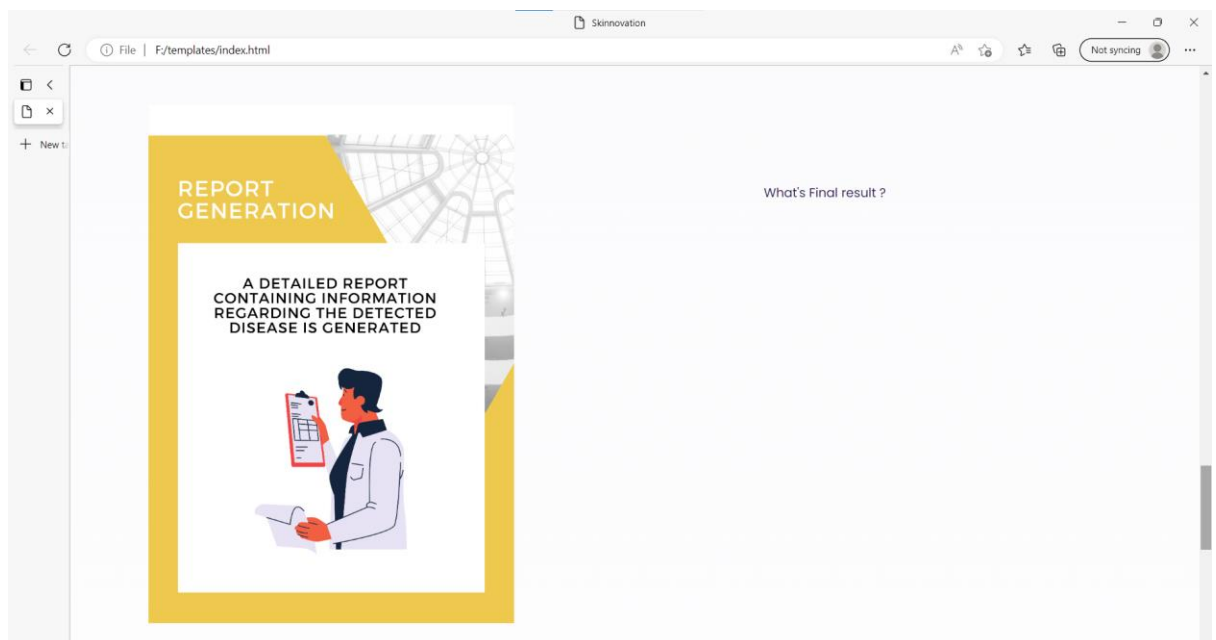 Skinnovation
File | F:/templates/index.html
Not syncing
New ta
REPORT
GENERATION
What's Final result ?
A DETAILED REPORT
CONTAINING INFORMATION
REGARDING THE DETECTED
DISEASE IS GENERATED